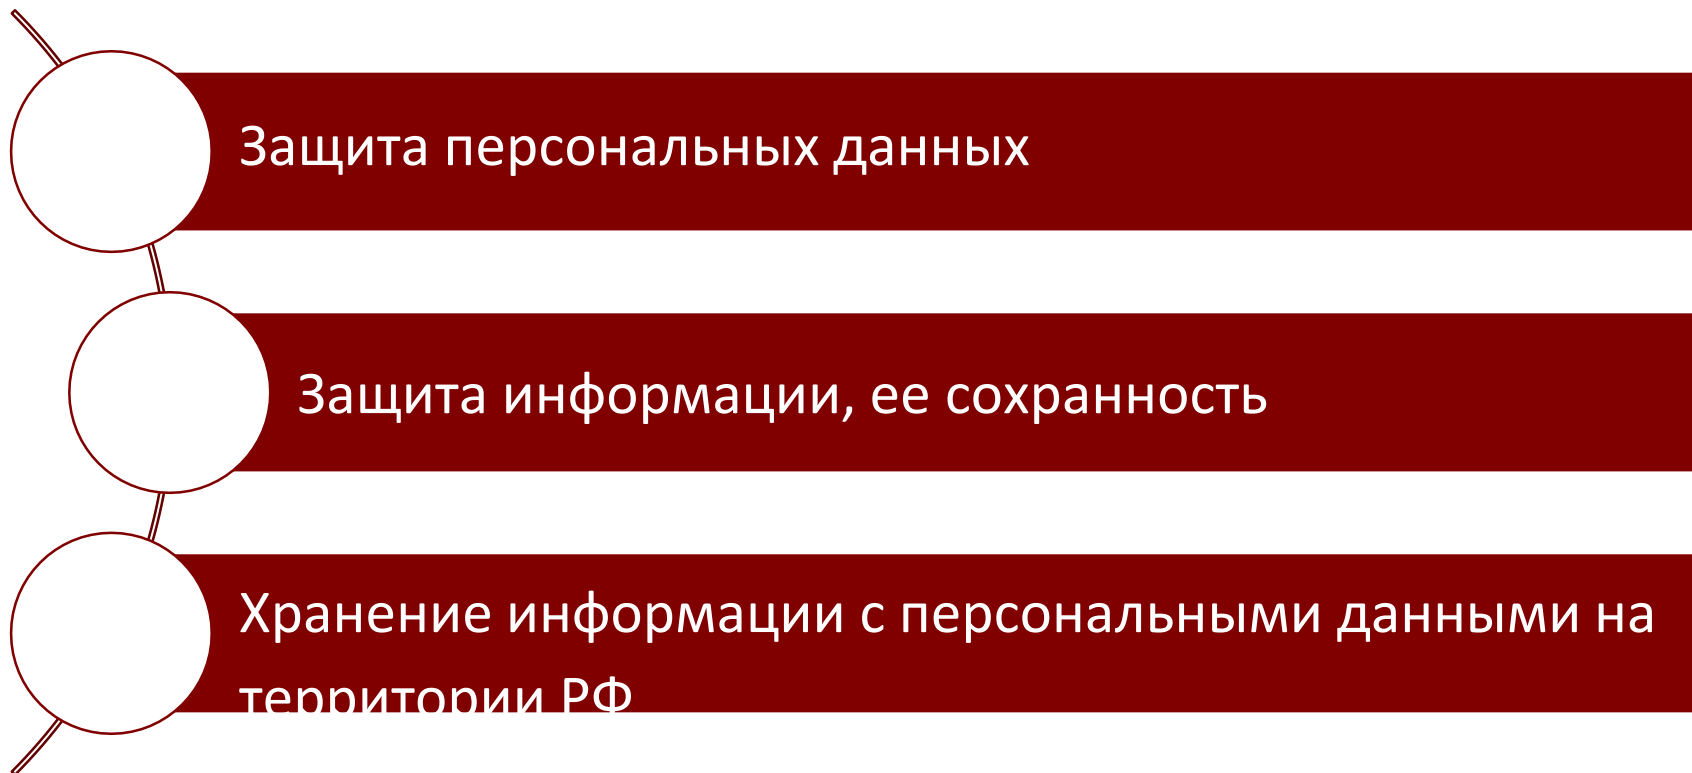 Защита персональных данных
Защита информации, ее сохранность
Хранение информации с персональными данными на
территории РФ